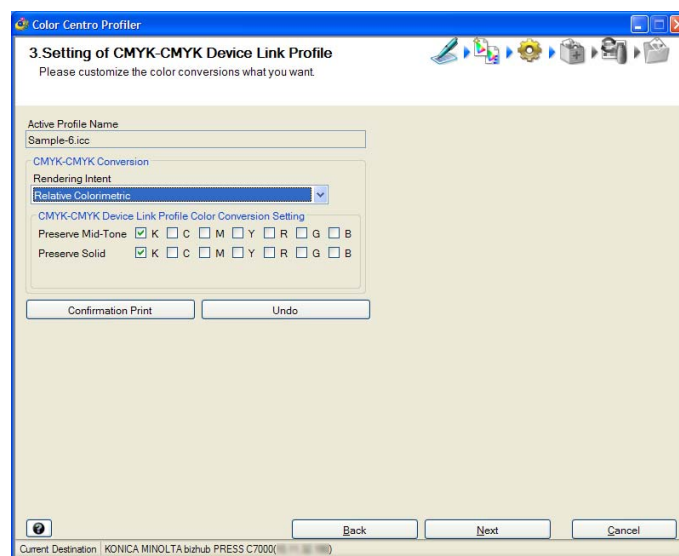 Color Centro Profiler
3.Setting of CMYK-CMYK Device Link Profile
Please customize the color conversions what you want.
Active Profile Name
Sample-6.icc
CMYK-CMYK Conversion
Rendering Intent
Relative Colorimetric
CMYK-CMYK Device Link Profile Color Conversion Setting
Preserve Mid-Tone K C M Y R G B
Preserve Solid K C M Y R G B
Confirmation Print Undo
Back Next Cancel
Current Destination KONICA MINOLTA bizhub PRESS C7000(